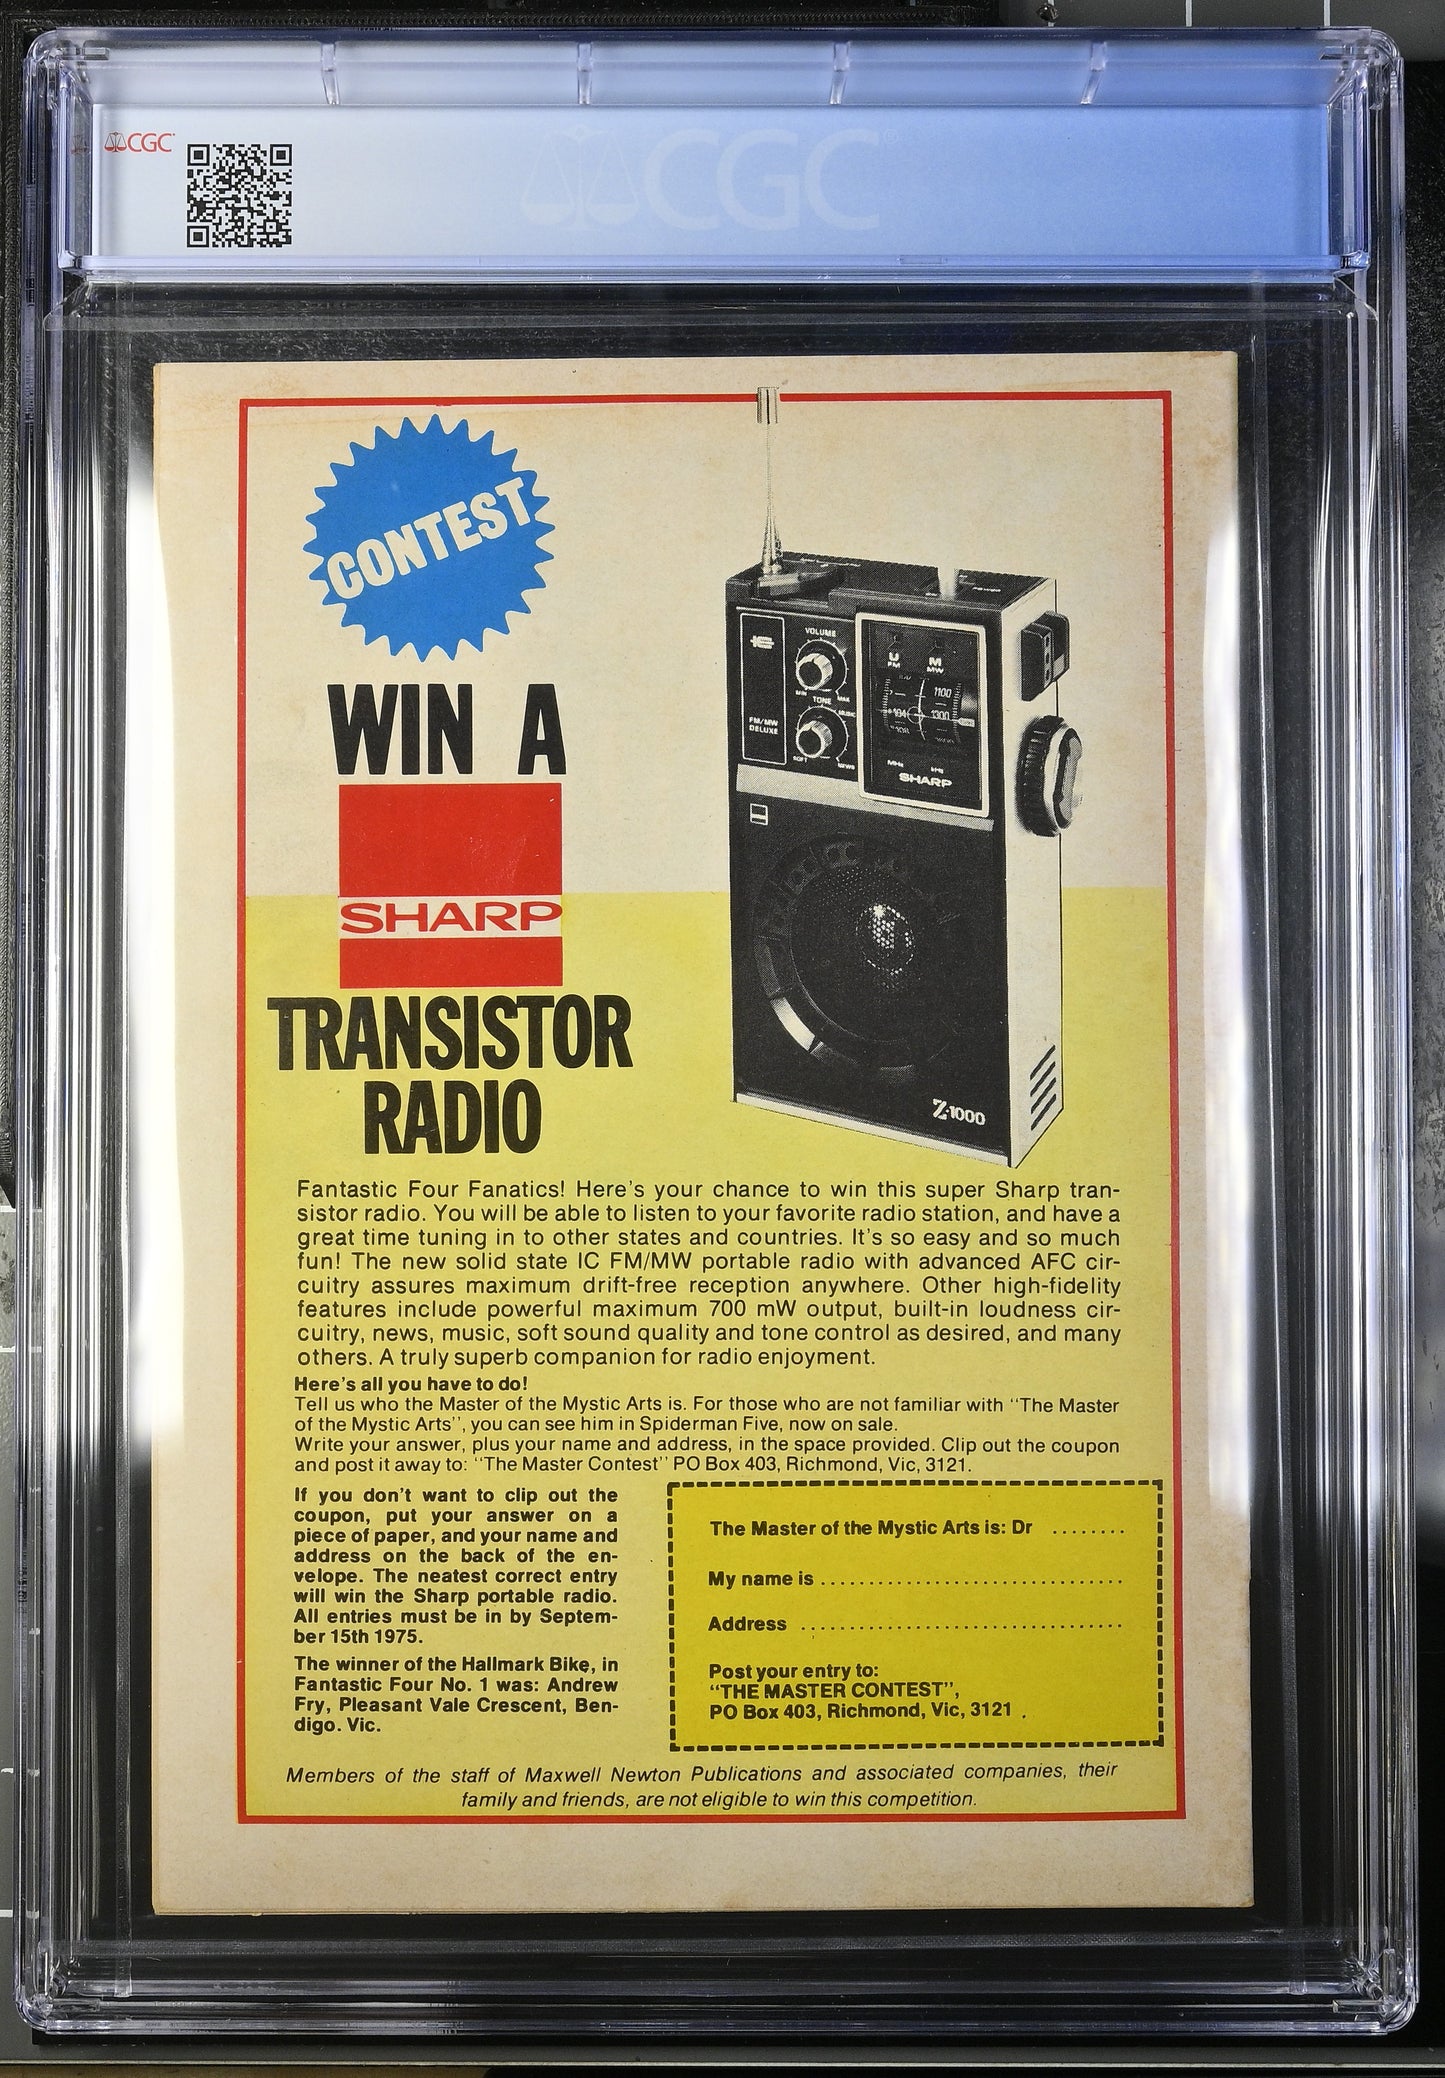 CGC
CGC
CONTEST
WIN A
SHARP
TRANSISTOR
RADIO
VOLUME
MIN MAX
TONE
MUSIC
SOFT NEWS
FM/MW
DELUXE
U M
FM MW
1100
104 1300
108
MHz kHz
SHARP
Z-1000
Fantastic Four Fanatics! Here's your chance to win this super Sharp tran-
sistor radio. You will be able to listen to your favorite radio station, and have a
great time tuning in to other states and countries. It's so easy and so much
fun! The new solid state IC FM/MW portable radio with advanced AFC cir-
cuitry assures maximum drift-free reception anywhere. Other high-fidelity
features include powerful maximum 700 mW output, built-in loudness cir-
cuitry, news, music, soft sound quality and tone control as desired, and many
others. A truly superb companion for radio enjoyment.
Here's all you have to do!
Tell us who the Master of the Mystic Arts is. For those who are not familiar with "The Master
of the Mystic Arts", you can see him in Spiderman Five, now on sale.
Write your answer, plus your name and address, in the space provided. Clip out the coupon
and post it away to: "The Master Contest" PO Box 403, Richmond, Vic, 3121.
If you don't want to clip out the
coupon, put your answer on a
piece of paper, and your name and
address on the back of the en-
velope. The neatest correct entry
will win the Sharp portable radio.
All entries must be in by Septem-
ber 15th 1975.
The winner of the Hallmark Bike, in
Fantastic Four No. 1 was: Andrew
Fry, Pleasant Vale Crescent, Ben-
digo. Vic.
The Master of the Mystic Arts is: Dr ........
My name is ....................................
Address ......................................
Post your entry to:
"THE MASTER CONTEST",
PO Box 403, Richmond, Vic, 3121 .
Members of the staff of Maxwell Newton Publications and associated companies, their
family and friends, are not eligible to win this competition.